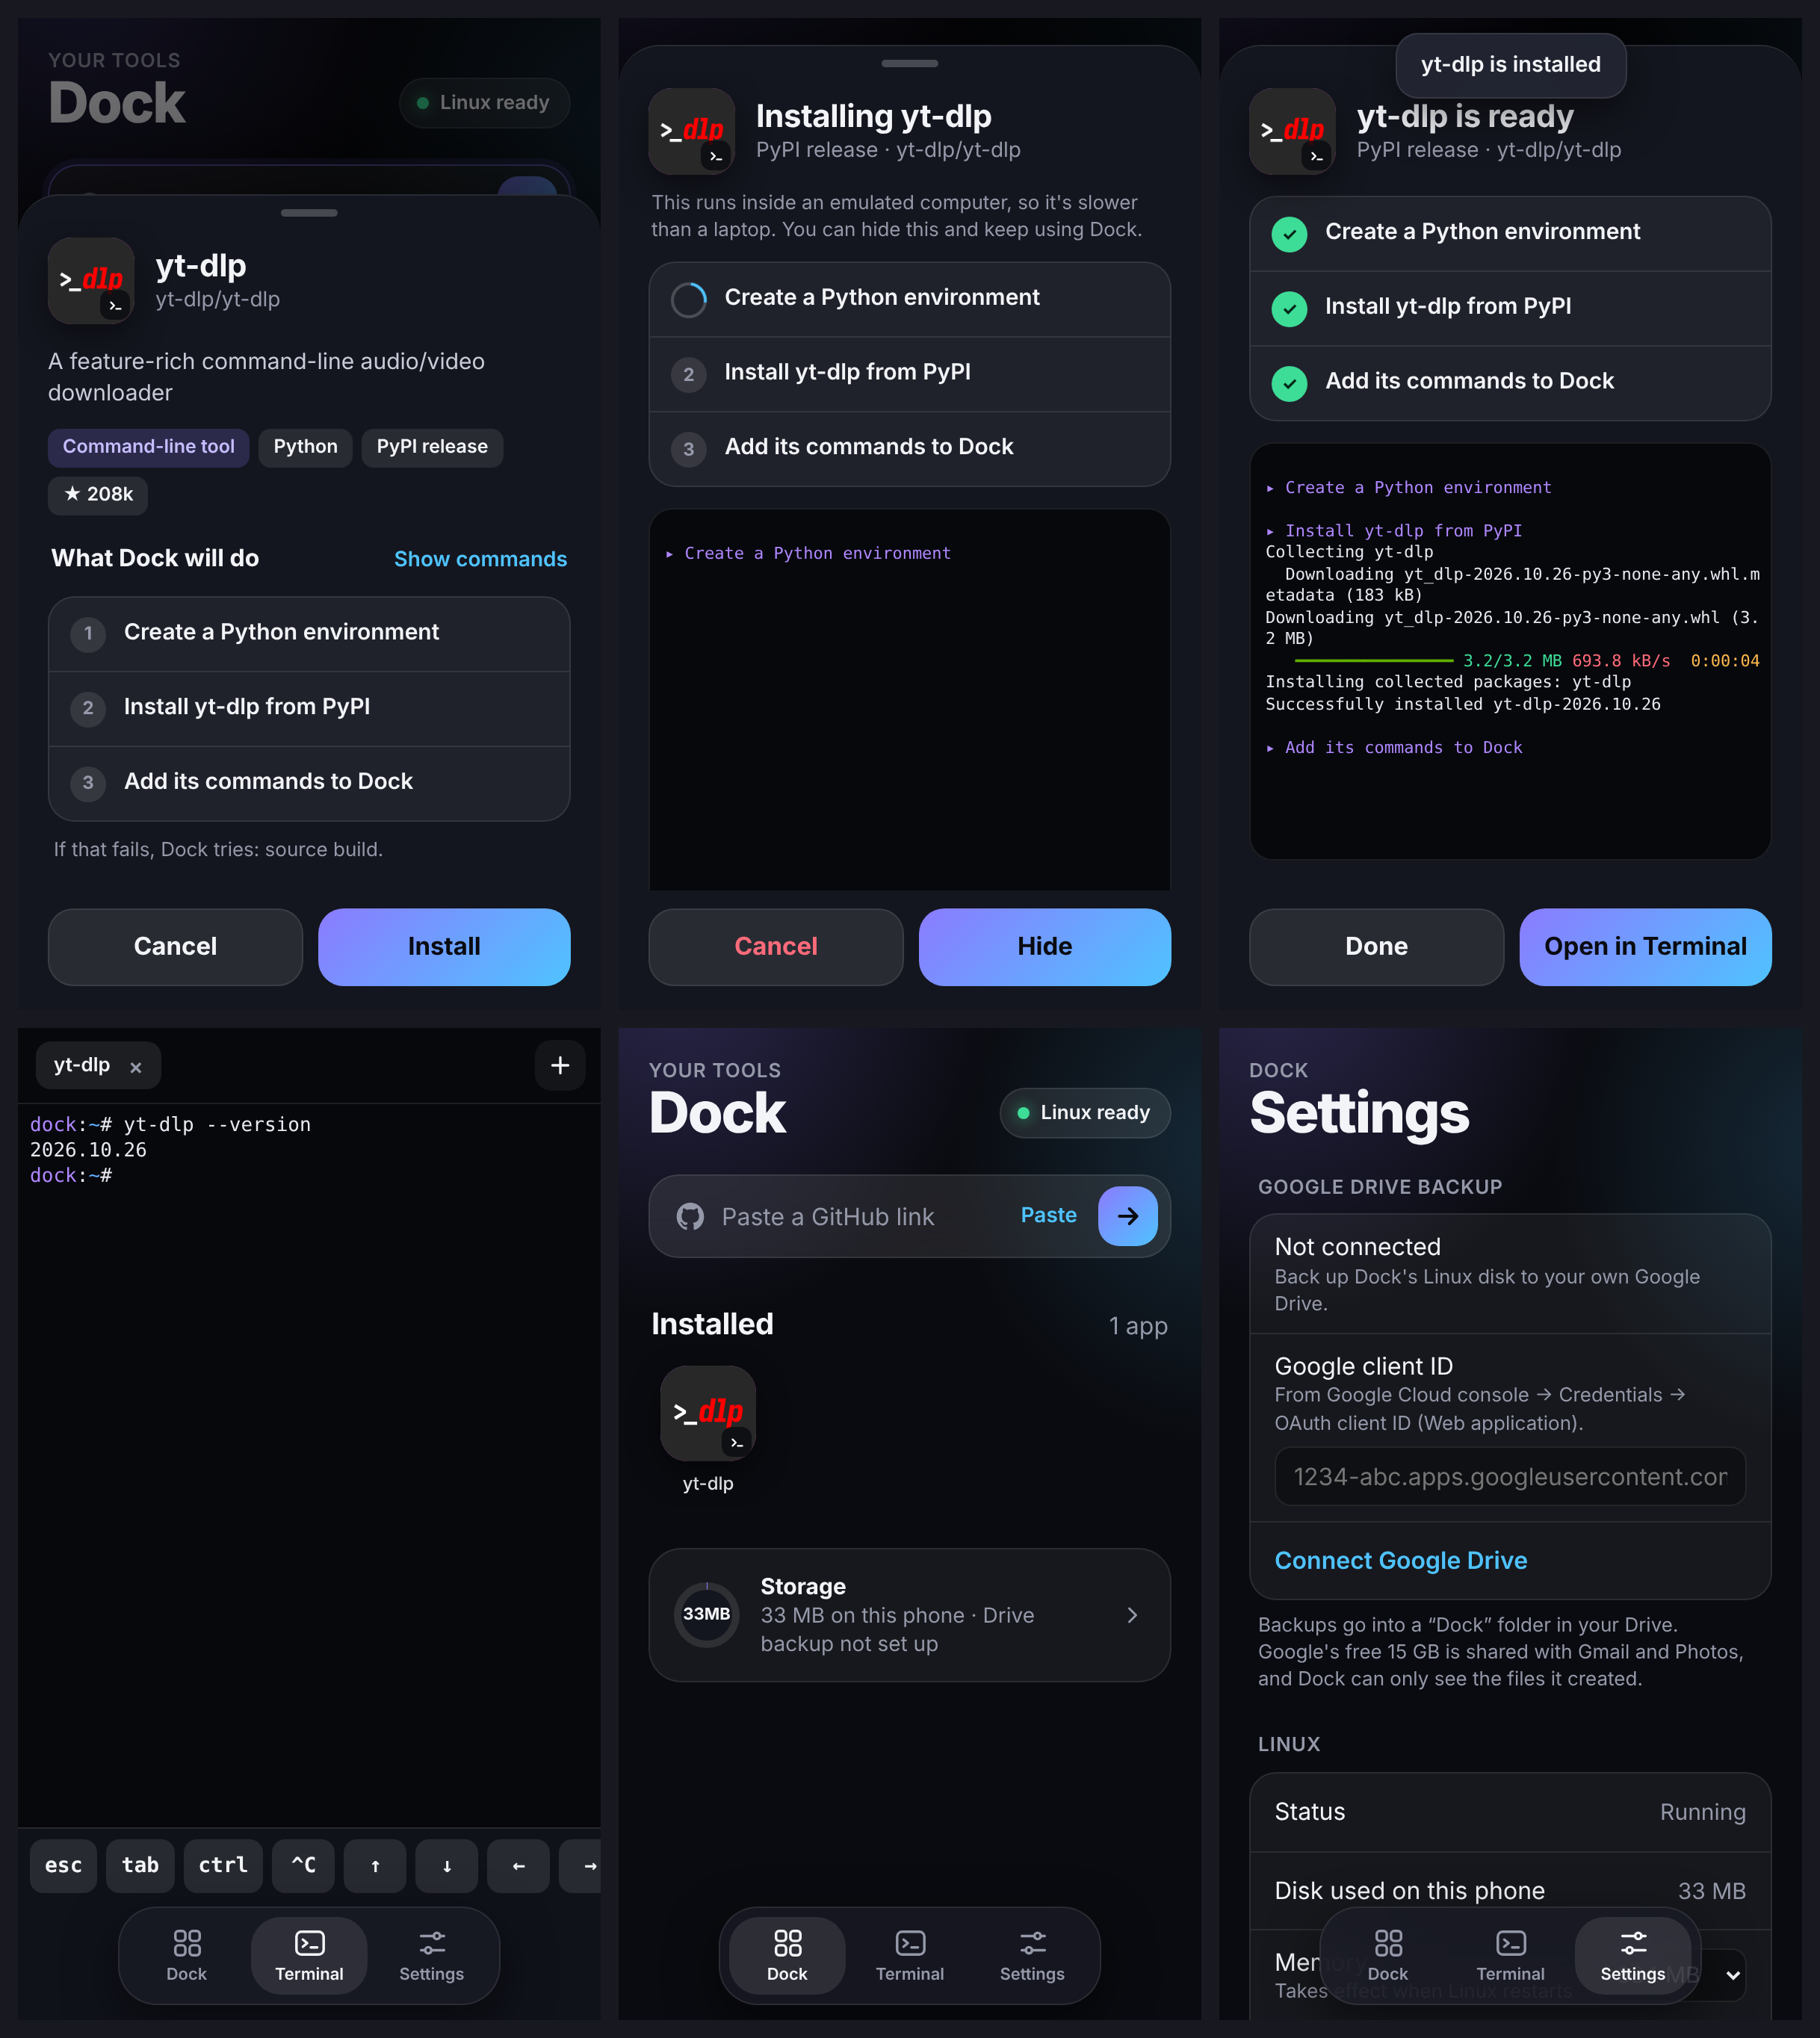 YOUR TOOLS
Dock
Linux ready
>_dlp
yt-dlp
yt-dlp/yt-dlp
A feature-rich command-line audio/video
downloader
Command-line tool
Python
PyPI release
★ 208k
What Dock will do
Show commands
1 Create a Python environment
2 Install yt-dlp from PyPI
3 Add its commands to Dock
If that fails, Dock tries: source build.
Cancel
Install
>_dlp
Installing yt-dlp
PyPI release · yt-dlp/yt-dlp
This runs inside an emulated computer, so it's slower
than a laptop. You can hide this and keep using Dock.
Create a Python environment
2 Install yt-dlp from PyPI
3 Add its commands to Dock
▸ Create a Python environment
Cancel
Hide
yt-dlp is installed
>_dlp
yt-dlp is ready
PyPI release · yt-dlp/yt-dlp
Create a Python environment
Install yt-dlp from PyPI
Add its commands to Dock
▸ Create a Python environment
▸ Install yt-dlp from PyPI
Collecting yt-dlp
Downloading yt_dlp-2026.10.26-py3-none-any.whl.m
etadata (183 kB)
Downloading yt_dlp-2026.10.26-py3-none-any.whl (3.
2 MB)
3.2/3.2 MB 693.8 kB/s 0:00:04
Installing collected packages: yt-dlp
Successfully installed yt-dlp-2026.10.26
▸ Add its commands to Dock
Done
Open in Terminal
yt-dlp ×
+
dock:~# yt-dlp --version
2026.10.26
dock:~#
esc tab ctrl ^C ↑ ↓ ← →
Dock
Terminal
Settings
YOUR TOOLS
Dock
Linux ready
Paste a GitHub link
Paste
→
Installed
1 app
>_dlp
yt-dlp
33MB
Storage
33 MB on this phone · Drive
backup not set up
Dock
Terminal
Settings
DOCK
Settings
GOOGLE DRIVE BACKUP
Not connected
Back up Dock's Linux disk to your own Google
Drive.
Google client ID
From Google Cloud console → Credentials →
OAuth client ID (Web application).
1234-abc.apps.googleusercontent.cor
Connect Google Drive
Backups go into a “Dock” folder in your Drive.
Google's free 15 GB is shared with Gmail and Photos,
and Dock can only see the files it created.
LINUX
Status
Running
Disk used on this phone
33 MB
Memory
MB
Takes effect when Linux restarts
Dock
Terminal
Settings